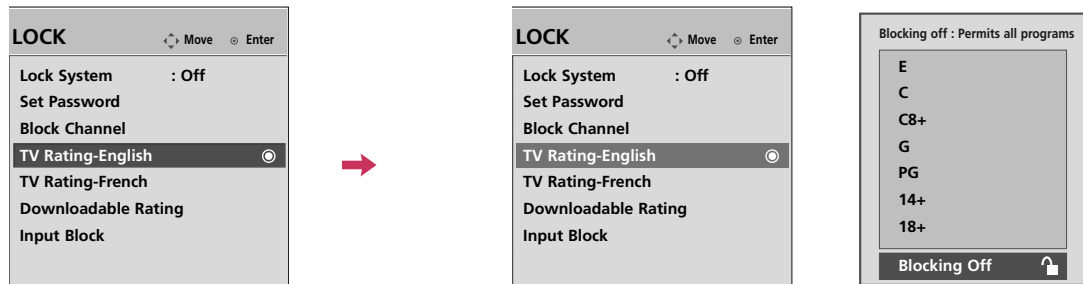 LOCK Move Enter
Lock System : Off
Set Password
Block Channel
TV Rating-English
TV Rating-French
Downloadable Rating
Input Block
LOCK Move Enter
Lock System : Off
Set Password
Block Channel
TV Rating-English
TV Rating-French
Downloadable Rating
Input Block
Blocking off : Permits all programs
E
C
C8+
G
PG
14+
18+
Blocking Off